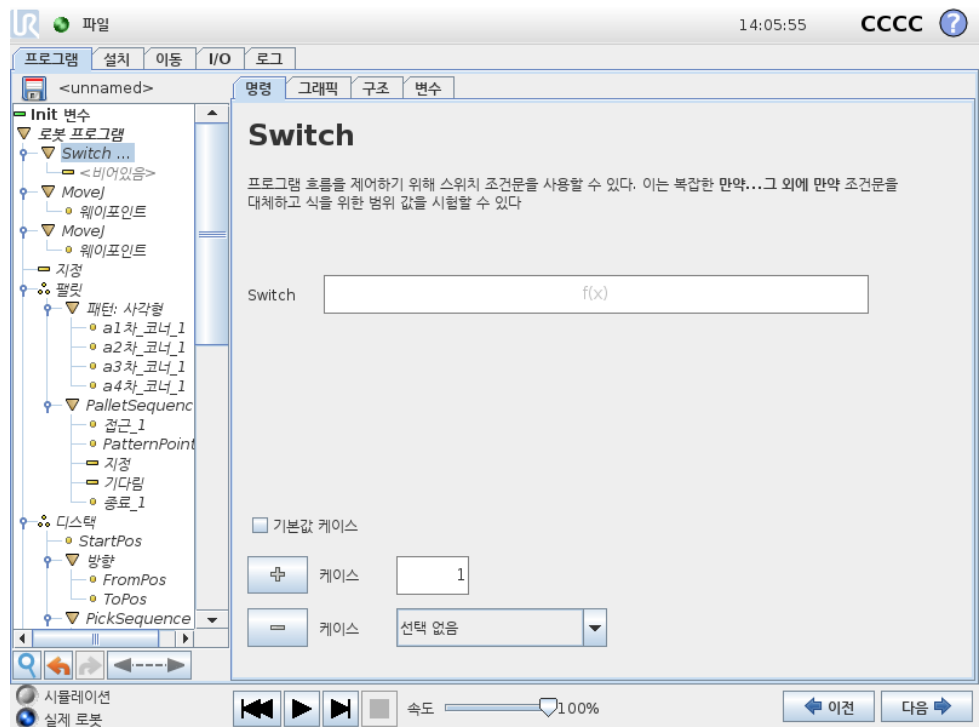 UR 파일 14:05:55 CCCC ?
프로그램 설치 이동 I/O 로그
<unnamed>
명령 그래픽 구조 변수
Init 변수
로봇 프로그램
Switch ...
<비어있음>
MoveJ
웨이포인트
MoveJ
웨이포인트
지정
팔릿
패턴: 사각형
a1차_코너_1
a2차_코너_1
a3차_코너_1
a4차_코너_1
PalletSequenc
접근_1
PatternPoint
지정
기다림
종료_1
디스택
StartPos
방향
FromPos
ToPos
PickSequence
Switch
프로그램 흐름을 제어하기 위해 스위치 조건문을 사용할 수 있다. 이는 복잡한 만약...그 외에 만약 조건문을
대체하고 식을 위한 범위 값을 시험할 수 있다
Switch f(x)
기본값 케이스
케이스 1
케이스 선택 없음
시뮬레이션
실제 로봇
속도 100%
이전 다음